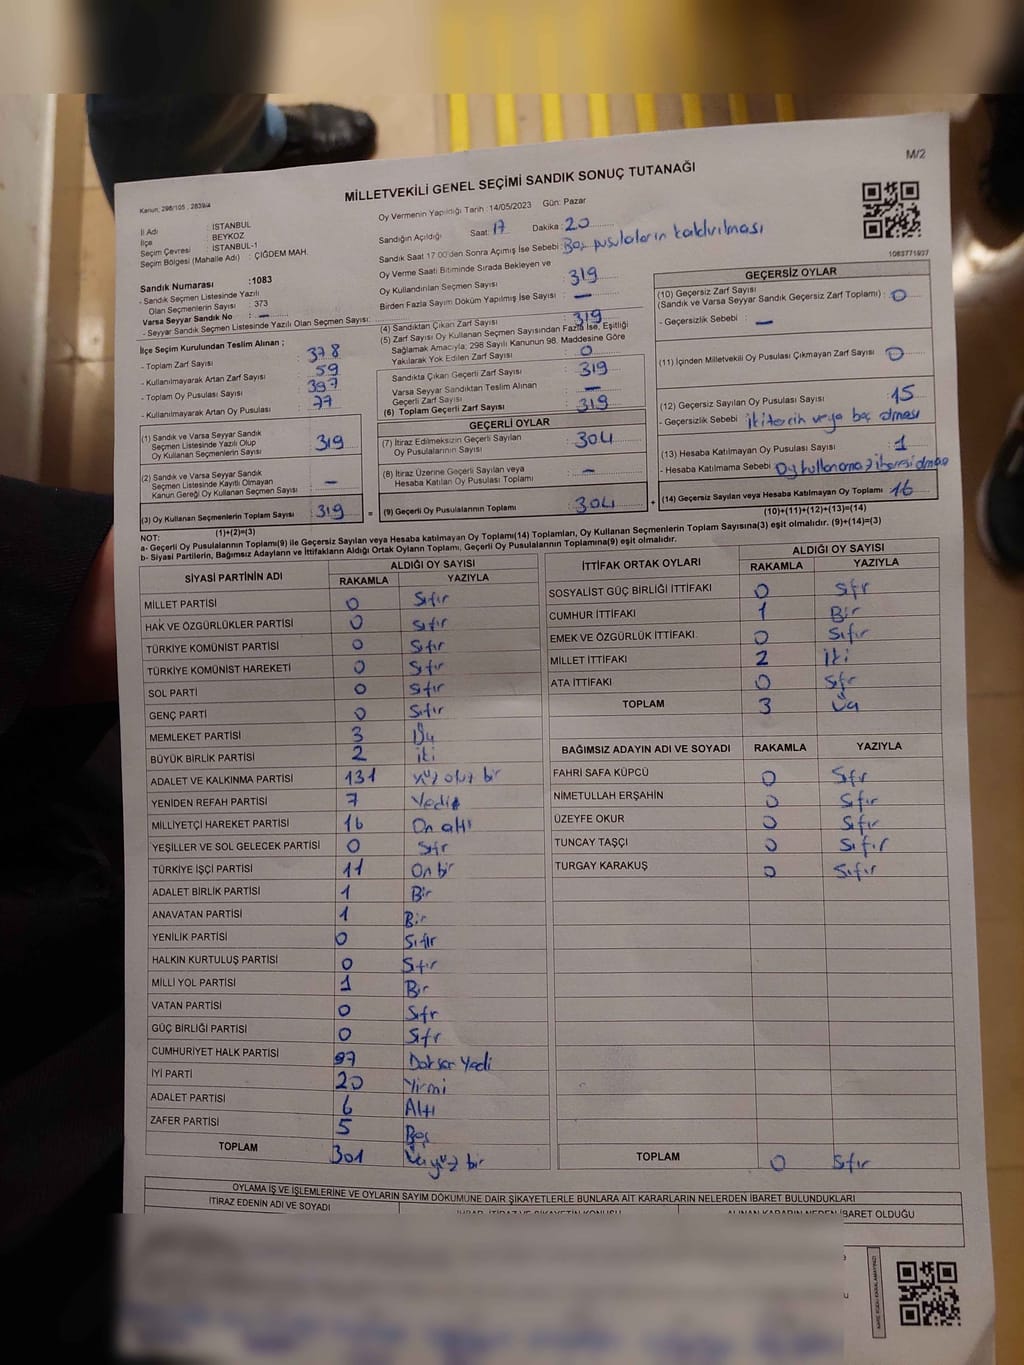 M/2
MİLLETVEKİLİ GENEL SEÇİMİ SANDIK SONUÇ TUTANAĞI
Kanun; 298/105 , 2839/4
Oy Vermenin Yapıldığı Tarih :14/05/2023 Gün: Pazar
İl Adı : İSTANBUL
İlçe : BEYKOZ
Seçim Çevresi : İSTANBUL-1
Seçim Bölgesi (Mahalle Adı) : ÇİĞDEM MAH.
Sandığın Açıldığı Saat: 17 Dakika : 20
Sandık Saat 17:00'den Sonra Açımış İse Sebebi : Boş pusulaların kaldırılması
Oy Verme Saati Bitiminde Sırada Bekleyen ve
Oy Kullandırılan Seçmen Sayısı : 319
Birden Fazla Sayım Döküm Yapılmış İse Sayısı : —
1083771937
Sandık Numarası :1083
- Sandık Seçmen Listesinde Yazılı
Olan Seçmenlerin Sayısı : 373
Varsa Seyyar Sandık No : —
- Seyyar Sandık Seçmen Listesinde Yazılı Olan Seçmen Sayısı:
İlçe Seçim Kurulundan Teslim Alınan ;
- Toplam Zarf Sayısı : 378
- Kullanılmayarak Artan Zarf Sayısı : 59
- Toplam Oy Pusulası Sayısı : 397
- Kullanılmayarak Artan Oy Pusulası : 77
(1) Sandık ve Varsa Seyyar Sandık
Seçmen Listesinde Yazılı Olup
Oy Kullanan Seçmenlerin Sayısı : 319
(2) Sandık ve Varsa Seyyar Sandık
Seçmen Listesinde Kayıtlı Olmayan
Kanun Gereği Oy Kullanan Seçmen Sayısı : —
(3) Oy Kullanan Seçmenlerin Toplam Sayısı : 319
(1)+(2)=(3)
(4) Sandıktan Çıkan Zarf Sayısı : 319
(5) Zarf Sayısı Oy Kullanan Seçmen Sayısından Fazla İse, Eşitliği
Sağlamak Amacıyla, 298 Sayılı Kanunun 98. Maddesine Göre
Yakılarak Yok Edilen Zarf Sayısı : 0
Sandıkta Çıkan Geçerli Zarf Sayısı : 319
Varsa Seyyar Sandıktan Teslim Alınan
Geçerli Zarf Sayısı : —
(6) Toplam Geçerli Zarf Sayısı : 319
GEÇERLİ OYLAR
(7) İtiraz Edilmeksizin Geçerli Sayılan
Oy Pusulalarının Sayısı : 304
(8) İtiraz Üzerine Geçerli Sayılan veya
Hesaba Katılan Oy Pusulası Toplamı : —
= (9) Geçerli Oy Pusulalarının Toplamı : 304 +
GEÇERSİZ OYLAR
(10) Geçersiz Zarf Sayısı
(Sandık ve Varsa Seyyar Sandık Geçersiz Zarf Toplamı) : 0
- Geçersizlik Sebebi : —
(11) İçinden Milletvekili Oy Pusulası Çıkmayan Zarf Sayısı : 0
(12) Geçersiz Sayılan Oy Pusulası Sayısı : 15
- Geçersizlik Sebebi : iki tercih veya boş olması
(13) Hesaba Katılmayan Oy Pusulası Sayısı : 1
- Hesaba Katılmama Sebebi : Oy kullanamaz ibaresi olması
(14) Geçersiz Sayılan veya Hesaba Katılmayan Oy Toplamı : 16
(10)+(11)+(12)+(13)=(14)
NOT:
a- Geçerli Oy Pusulalarının Toplamı(9) ile Geçersiz Sayılan veya Hesaba katılmayan Oy Toplamı(14) Toplamları, Oy Kullanan Seçmenlerin Toplam Sayısına(3) eşit olmalıdır. (9)+(14)=(3)
b- Siyasi Partilerin, Bağımsız Adayların ve İttifakların Aldığı Ortak Oyların Toplamı, Geçerli Oy Pusulalarının Toplamına(9) eşit olmalıdır.
SİYASİ PARTİNİN ADI ALDIĞI OY SAYISI
RAKAMLA YAZIYLA
MİLLET PARTİSİ 0 Sıfır
HAK VE ÖZGÜRLÜKLER PARTİSİ 0 Sıfır
TÜRKİYE KOMÜNİST PARTİSİ 0 Sıfır
TÜRKİYE KOMÜNİST HAREKETİ 0 Sıfır
SOL PARTİ 0 Sıfır
GENÇ PARTİ 0 Sıfır
MEMLEKET PARTİSİ 3 Üç
BÜYÜK BİRLİK PARTİSİ 2 iki
ADALET VE KALKINMA PARTİSİ 131 yüz otuz bir
YENİDEN REFAH PARTİSİ 7 Yedi
MİLLİYETÇİ HAREKET PARTİSİ 16 On altı
YEŞİLLER VE SOL GELECEK PARTİSİ 0 Sıfır
TÜRKİYE İŞÇİ PARTİSİ 11 On bir
ADALET BİRLİK PARTİSİ 1 Bir
ANAVATAN PARTİSİ 1 Bir
YENİLİK PARTİSİ 0 Sıfır
HALKIN KURTULUŞ PARTİSİ 0 Sıfır
MİLLİ YOL PARTİSİ 1 Bir
VATAN PARTİSİ 0 Sıfır
GÜÇ BİRLİĞİ PARTİSİ 0 Sıfır
CUMHURİYET HALK PARTİSİ 97 Doksan Yedi
İYİ PARTİ 20 Yirmi
ADALET PARTİSİ 6 Altı
ZAFER PARTİSİ 5 Beş
TOPLAM 301 Üçyüz bir
İTTİFAK ORTAK OYLARI ALDIĞI OY SAYISI
RAKAMLA YAZIYLA
SOSYALİST GÜÇ BİRLİĞİ İTTİFAKI 0 Sıfır
CUMHUR İTTİFAKI 1 Bir
EMEK VE ÖZGÜRLÜK İTTİFAKI 0 Sıfır
MİLLET İTTİFAKI 2 İki
ATA İTTİFAKI 0 Sıfır
TOPLAM 3 Üç
BAĞIMSIZ ADAYIN ADI VE SOYADI RAKAMLA YAZIYLA
FAHRİ SAFA KÜPCÜ 0 Sıfır
NİMETULLAH ERŞAHİN 0 Sıfır
ÜZEYFE OKUR 0 Sıfır
TUNCAY TAŞÇI 0 Sıfır
TURGAY KARAKUŞ 0 Sıfır
TOPLAM 0 Sıfır
OYLAMA İŞ VE İŞLEMLERİNE VE OYLARIN SAYIM DÖKÜMÜNE DAİR ŞİKAYETLERLE BUNLARA AİT KARARLARIN NELERDEN İBARET BULUNDUKLARI
İTİRAZ EDENİN ADI VE SOYADI
ALINAN KARARIN NEDEN İBARET OLDUĞU